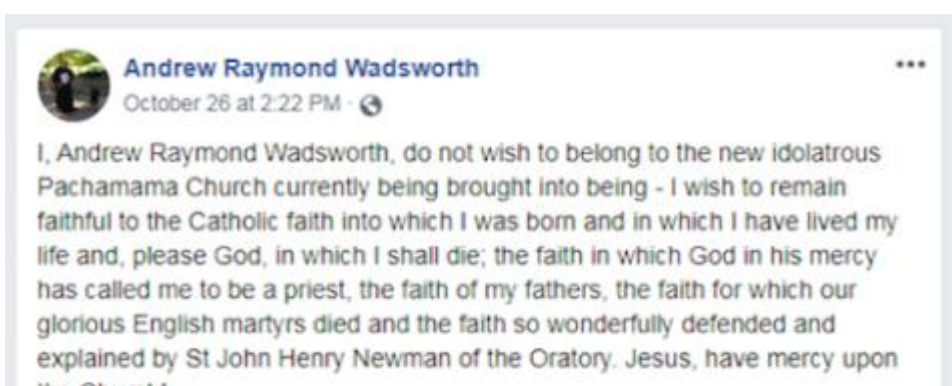 Andrew Raymond Wadsworth
October 26 at 2:22 PM ·
I, Andrew Raymond Wadsworth, do not wish to belong to the new idolatrous
Pachamama Church currently being brought into being - I wish to remain
faithful to the Catholic faith into which I was born and in which I have lived my
life and, please God, in which I shall die; the faith in which God in his mercy
has called me to be a priest, the faith of my fathers, the faith for which our
glorious English martyrs died and the faith so wonderfully defended and
explained by St John Henry Newman of the Oratory. Jesus, have mercy upon